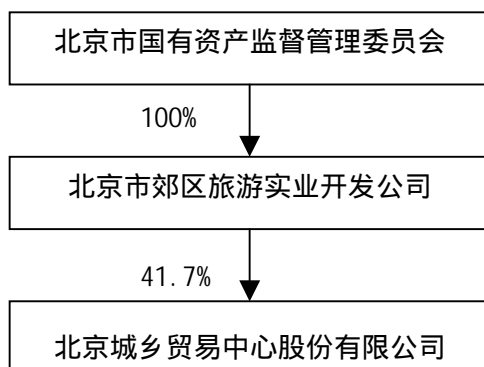 北京市国有资产监督管理委员会
100%
北京市郊区旅游实业开发公司
41.7%
北京城乡贸易中心股份有限公司